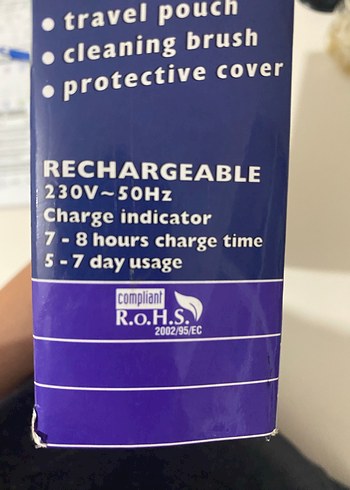 • travel pouch
• cleaning brush
• protective cover
RECHARGEABLE
230V~50Hz
Charge indicator
7 - 8 hours charge time
5 - 7 day usage
compliant
R.o.H.S.
2002/95/EC